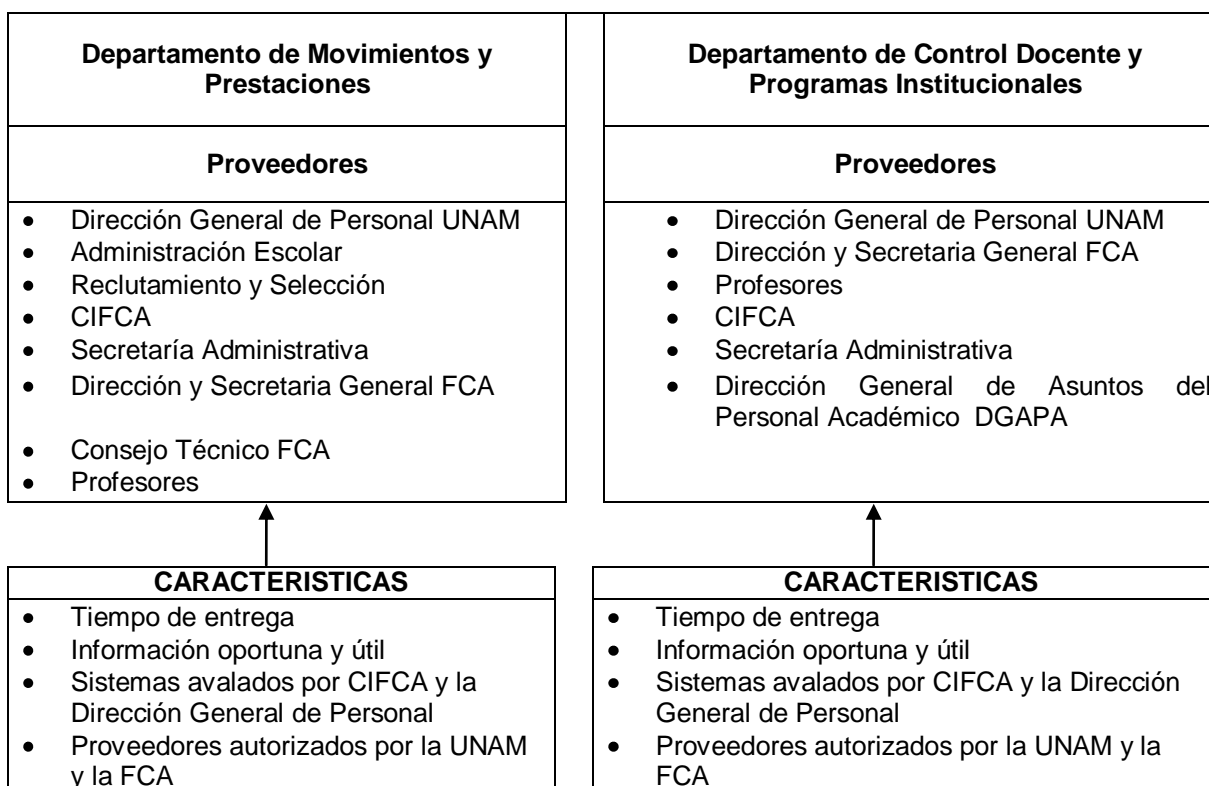 Departamento de Movimientos y
Prestaciones
Proveedores
• Dirección General de Personal UNAM
• Administración Escolar
• Reclutamiento y Selección
• CIFCA
• Secretaría Administrativa
• Dirección y Secretaria General FCA
• Consejo Técnico FCA
• Profesores
CARACTERISTICAS
• Tiempo de entrega
• Información oportuna y útil
• Sistemas avalados por CIFCA y la
Dirección General de Personal
• Proveedores autorizados por la UNAM
y la FCA
Departamento de Control Docente y
Programas Institucionales
Proveedores
• Dirección General de Personal UNAM
• Dirección y Secretaria General FCA
• Profesores
• CIFCA
• Secretaría Administrativa
• Dirección General de Asuntos del
Personal Académico DGAPA
CARACTERISTICAS
• Tiempo de entrega
• Información oportuna y útil
• Sistemas avalados por CIFCA y la Dirección
General de Personal
• Proveedores autorizados por la UNAM y la
FCA